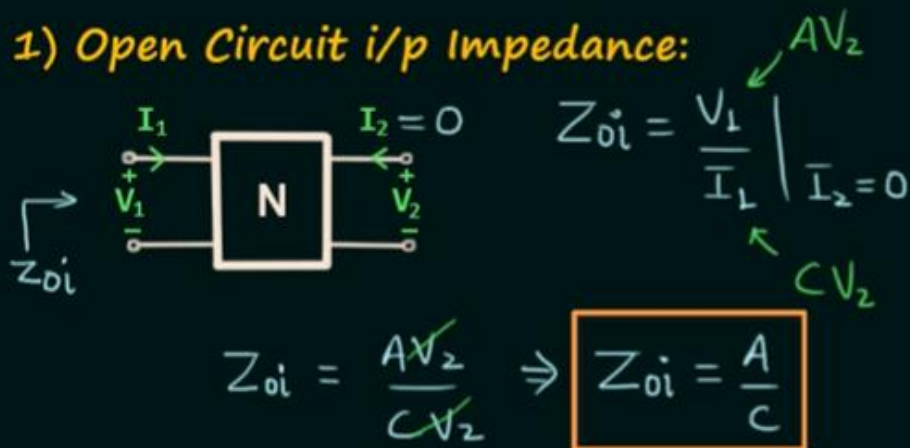 1) Open Circuit i/p Impedance:
AV₂
I₁ I₂ = 0
Z₀i = V₁ / I₁ | I₂ = 0
+ +
V₁ N V₂
- -
Z₀i
CV₂
Z₀i = AV₂ / CV₂ ⇒ Z₀i = A / C